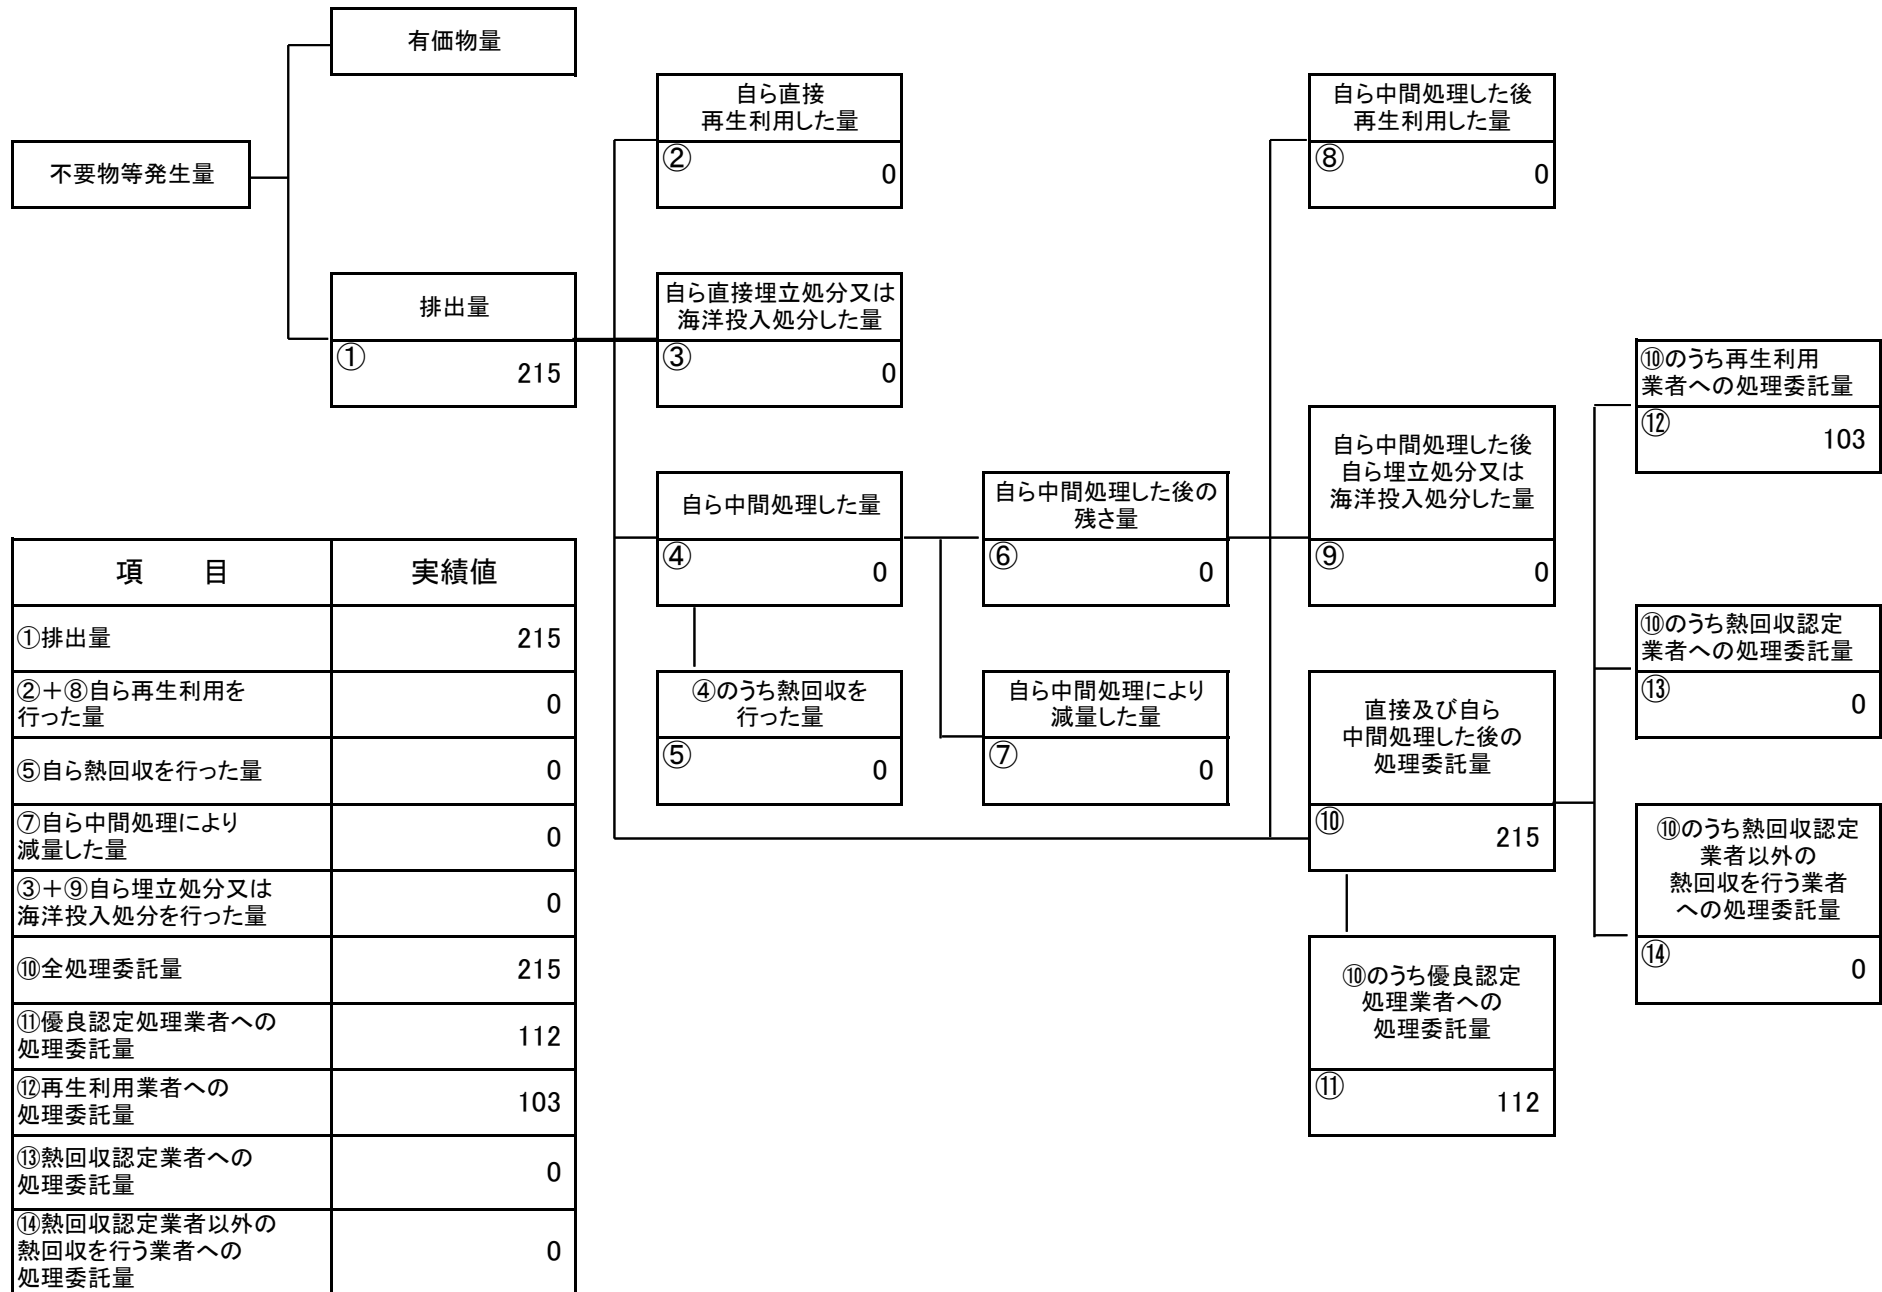 有価物量
不要物等発生量
排出量
①
215
自ら直接
再生利用した量
②
0
自ら直接埋立処分又は
海洋投入処分した量
③
0
自ら中間処理した量
④
0
④のうち熱回収を
行った量
⑤
0
自ら中間処理した後の
残さ量
⑥
0
自ら中間処理により
減量した量
⑦
0
自ら中間処理した後
再生利用した量
⑧
0
自ら中間処理した後
自ら埋立処分又は
海洋投入処分した量
⑨
0
直接及び自ら
中間処理した後の
処理委託量
⑩
215
⑩のうち優良認定
処理業者への
処理委託量
⑪
112
⑩のうち再生利用
業者への処理委託量
⑫
103
⑩のうち熱回収認定
業者への処理委託量
⑬
0
⑩のうち熱回収認定
業者以外の
熱回収を行う業者
への処理委託量
⑭
0
項　　目　実績値
①排出量　215
②＋⑧自ら再生利用を
行った量　0
⑤自ら熱回収を行った量　0
⑦自ら中間処理により
減量した量　0
③＋⑨自ら埋立処分又は
海洋投入処分を行った量　0
⑩全処理委託量　215
⑪優良認定処理業者への
処理委託量　112
⑫再生利用業者への
処理委託量　103
⑬熱回収認定業者への
処理委託量　0
⑭熱回収認定業者以外の
熱回収を行う業者への
処理委託量　0